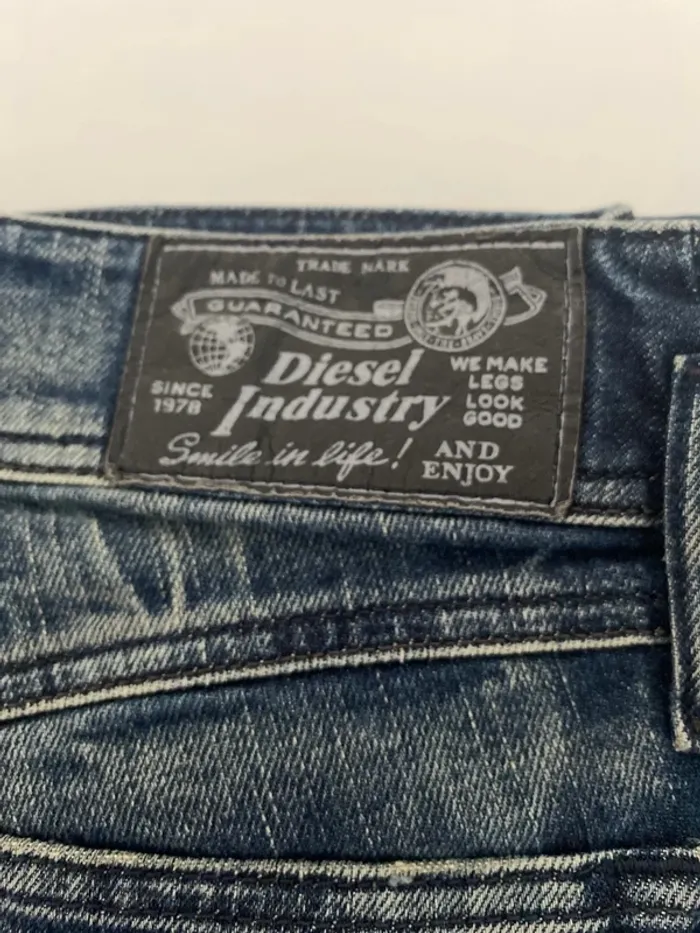 TRADE MARK
MADE TO LAST
GUARANTEED
Diesel
Industry
SINCE
1978
WE MAKE
LEGS
LOOK
GOOD
Smile in life!
AND
ENJOY